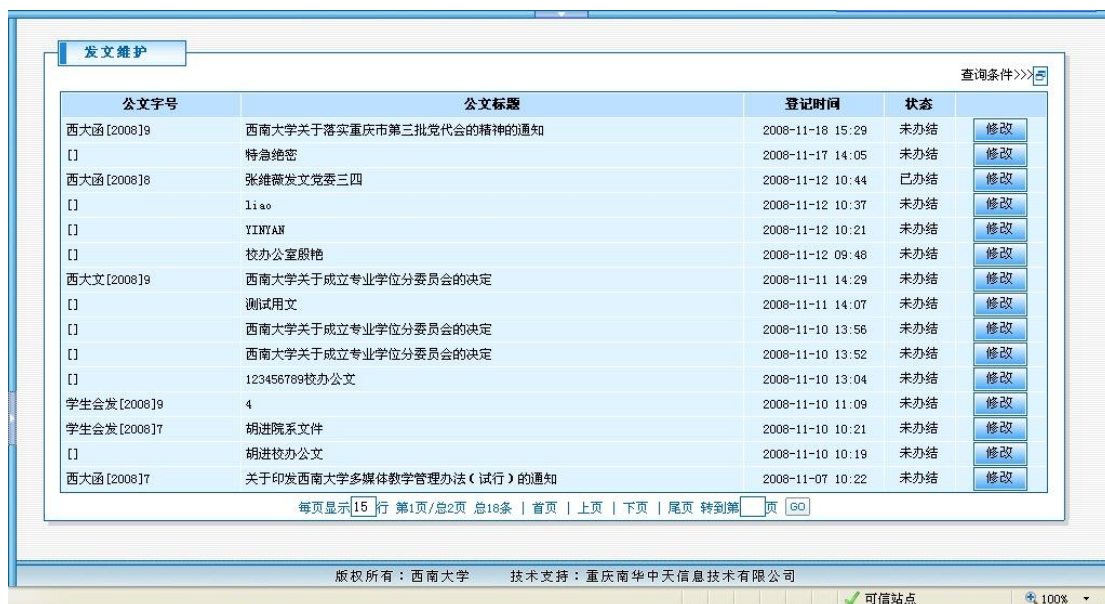 发文维护
查询条件>>>
公文字号 公文标题 登记时间 状态
西大函[2008]9 西南大学关于落实重庆市第三批党代会的精神的通知 2008-11-18 15:29 未办结 修改
[] 特急绝密 2008-11-17 14:05 未办结 修改
西大函[2008]8 张维薇发文党委三四 2008-11-12 10:44 已办结 修改
[] liao 2008-11-12 10:37 未办结 修改
[] YINYAN 2008-11-12 10:21 未办结 修改
[] 校办公室殷艳 2008-11-12 09:48 未办结 修改
西大文[2008]9 西南大学关于成立专业学位分委员会的决定 2008-11-11 14:29 未办结 修改
[] 测试用文 2008-11-11 14:07 未办结 修改
[] 西南大学关于成立专业学位分委员会的决定 2008-11-10 13:56 未办结 修改
[] 西南大学关于成立专业学位分委员会的决定 2008-11-10 13:52 未办结 修改
[] 123456789校办公文 2008-11-10 13:04 未办结 修改
学生会发[2008]9 4 2008-11-10 11:09 未办结 修改
学生会发[2008]7 胡进院系文件 2008-11-10 10:21 未办结 修改
[] 胡进校办公文 2008-11-10 10:19 未办结 修改
西大函[2008]7 关于印发西南大学多媒体教学管理办法(试行)的通知 2008-11-07 10:22 未办结 修改
每页显示15行 第1页/总2页 总18条 | 首页 | 上页 | 下页 | 尾页 转到第 页 GO
版权所有:西南大学 技术支持:重庆南华中天信息技术有限公司
可信站点 100%